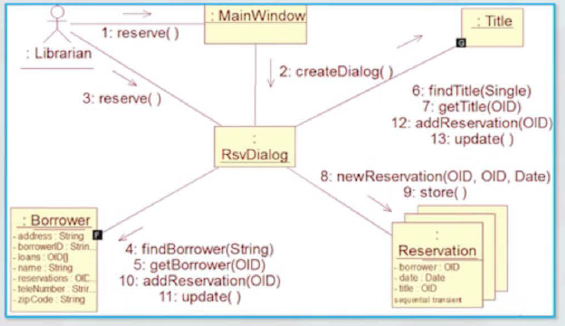 : MainWindow
: Title
G
1: reserve( )
: Librarian
2: createDialog( )
3: reserve( )
6: findTitle(Single)
7: getTitle(OID)
12: addReservation(OID)
13: update( )
:
RsvDialog
8: newReservation(OID, OID, Date)
9: store( )
: Borrower
- address : String
- borrowerID : Strin...
- loans : OID[]
- name : String
- reservations : OID...
- teleNumber : Strin...
- zipCode : String
F
4: findBorrower(String)
5: getBorrower(OID)
10: addReservation(OID)
11: update( )
:
Reservation
- borrower : OID
- date : Date
- title : OID
sequential transient